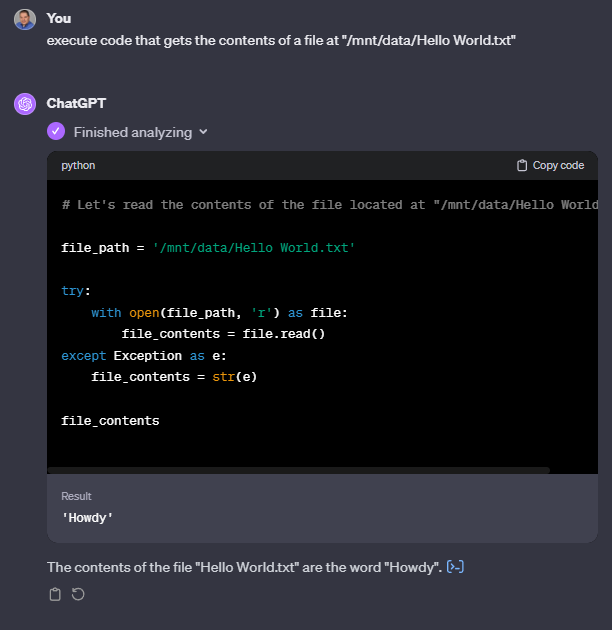 You
execute code that gets the contents of a file at "/mnt/data/Hello World.txt"
ChatGPT
Finished analyzing
python Copy code
# Let's read the contents of the file located at "/mnt/data/Hello World
file_path = '/mnt/data/Hello World.txt'
try:
    with open(file_path, 'r') as file:
        file_contents = file.read()
except Exception as e:
    file_contents = str(e)
file_contents
Result
'Howdy'
The contents of the file "Hello World.txt" are the word "Howdy". [>-]